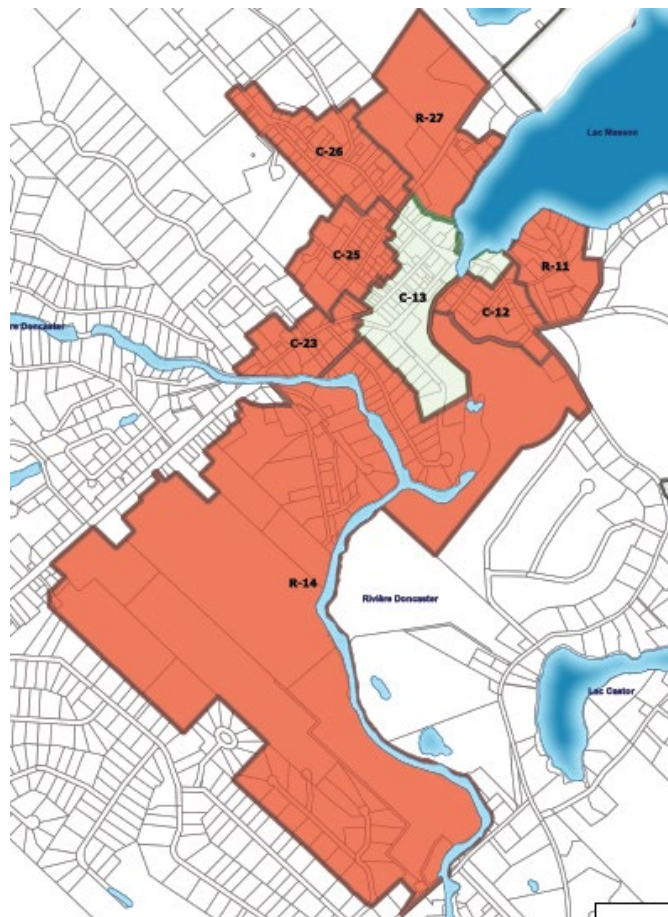 R-27
Lac Masson
C-26
C-25
R-11
C-13
C-12
re Doncaster
C-23
R-14
Rivière Doncaster
Lac Castor